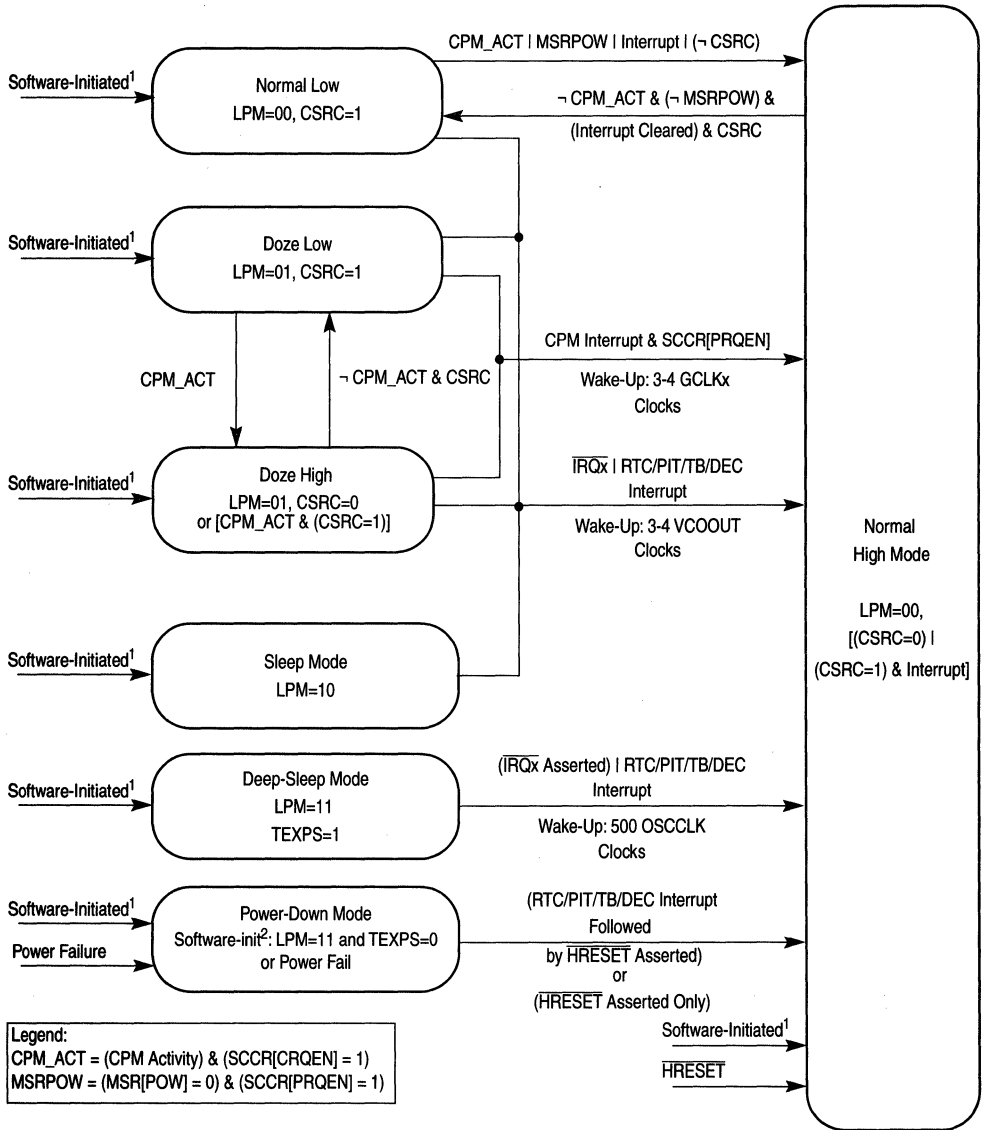 CPM_ACT | MSRPOW | Interrupt | (¬ CSRC)
Software-Initiated1
Normal Low
LPM=00, CSRC=1
¬ CPM_ACT & (¬ MSRPOW) &
(Interrupt Cleared) & CSRC
Software-Initiated1
Doze Low
LPM=01, CSRC=1
CPM Interrupt & SCCR[PRQEN]
Wake-Up: 3-4 GCLKx
Clocks
CPM_ACT
¬ CPM_ACT & CSRC
Software-Initiated1
Doze High
LPM=01, CSRC=0
or [CPM_ACT & (CSRC=1)]
IRQx | RTC/PIT/TB/DEC
Interrupt
Wake-Up: 3-4 VCOOUT
Clocks
Normal
High Mode
LPM=00,
[(CSRC=0) |
(CSRC=1) & Interrupt]
Software-Initiated1
Sleep Mode
LPM=10
Software-Initiated1
Deep-Sleep Mode
LPM=11
TEXPS=1
(IRQx Asserted) | RTC/PIT/TB/DEC
Interrupt
Wake-Up: 500 OSCCLK
Clocks
Software-Initiated1
Power Failure
Power-Down Mode
Software-init2: LPM=11 and TEXPS=0
or Power Fail
(RTC/PIT/TB/DEC Interrupt
Followed
by HRESET Asserted)
or
(HRESET Asserted Only)
Software-Initiated1
HRESET
Legend:
CPM_ACT = (CPM Activity) & (SCCR[CRQEN] = 1)
MSRPOW = (MSR[POW] = 0) & (SCCR[PRQEN] = 1)